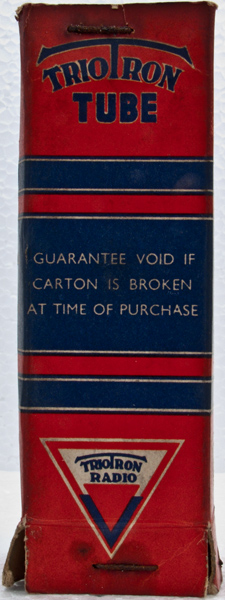 TRIOTRON
TUBE
GUARANTEE VOID IF
CARTON IS BROKEN
AT TIME OF PURCHASE
TRIOTRON
RADIO